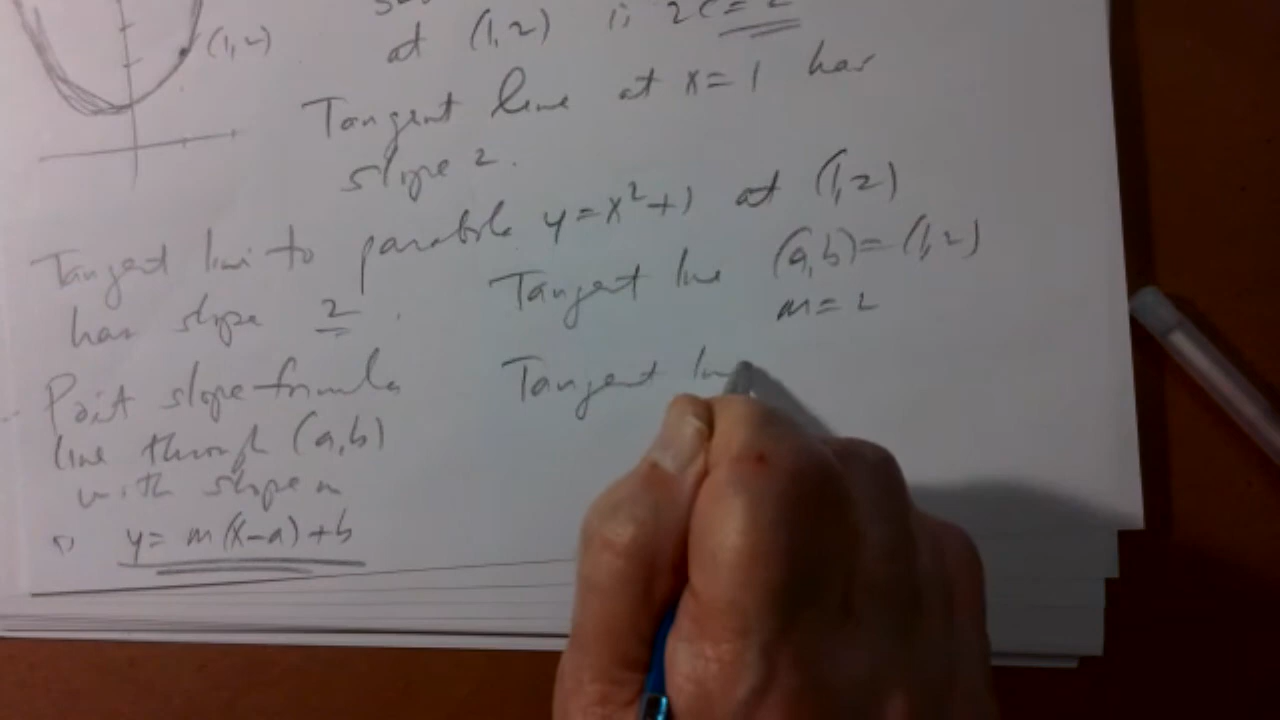 (1,2)
at (1,2) is 2c = 2
Tangent line at x=1 has
slope 2.
Tangent line to parabola y=x²+1 at (1,2)
has slope 2.
Tangent line (a,b)=(1,2)
m=2
Point slope formula
line through (a,b)
with slope m
is y= m(x-a)+b
Tangent line